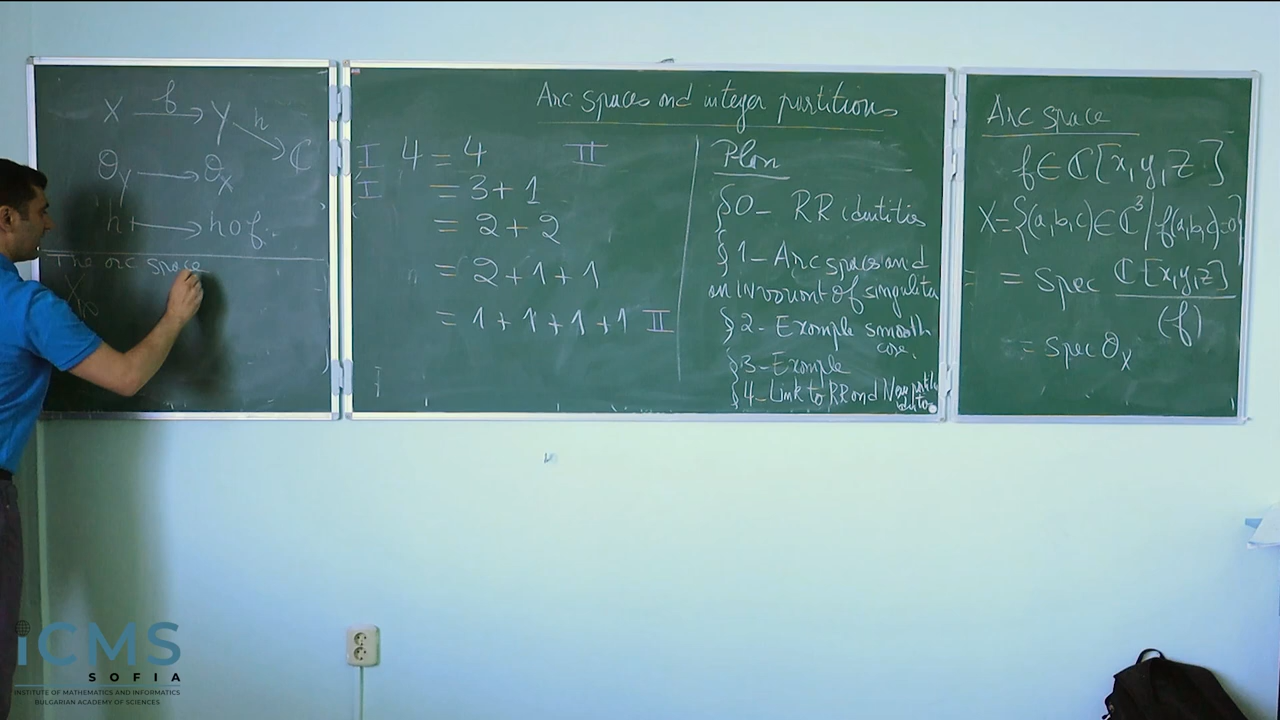 X —f→ Y
h
→ ℂ
𝒪_Y ⟶ 𝒪_X
h ⟼ h∘f.
The arc space
X∞
Arc spaces and integer partitions
I 4 = 4 II
I = 3+1
= 2+2
= 2+1+1
= 1+1+1+1 II
Plan
§0- RR identities
§1- Arc spaces and
an invariant of singularities
§2- Example smooth
case.
§3- Example
§4- Link to RR and New partition
Arc space
f ∈ ℂ[x,y,z]
X = {(a,b,c) ∈ ℂ³ | f(a,b,c)=0}
= Spec ℂ[x,y,z] / (f)
= Spec 𝒪_X
iCMS
SOFIA
INSTITUTE OF MATHEMATICS AND INFORMATICS
BULGARIAN ACADEMY OF SCIENCES